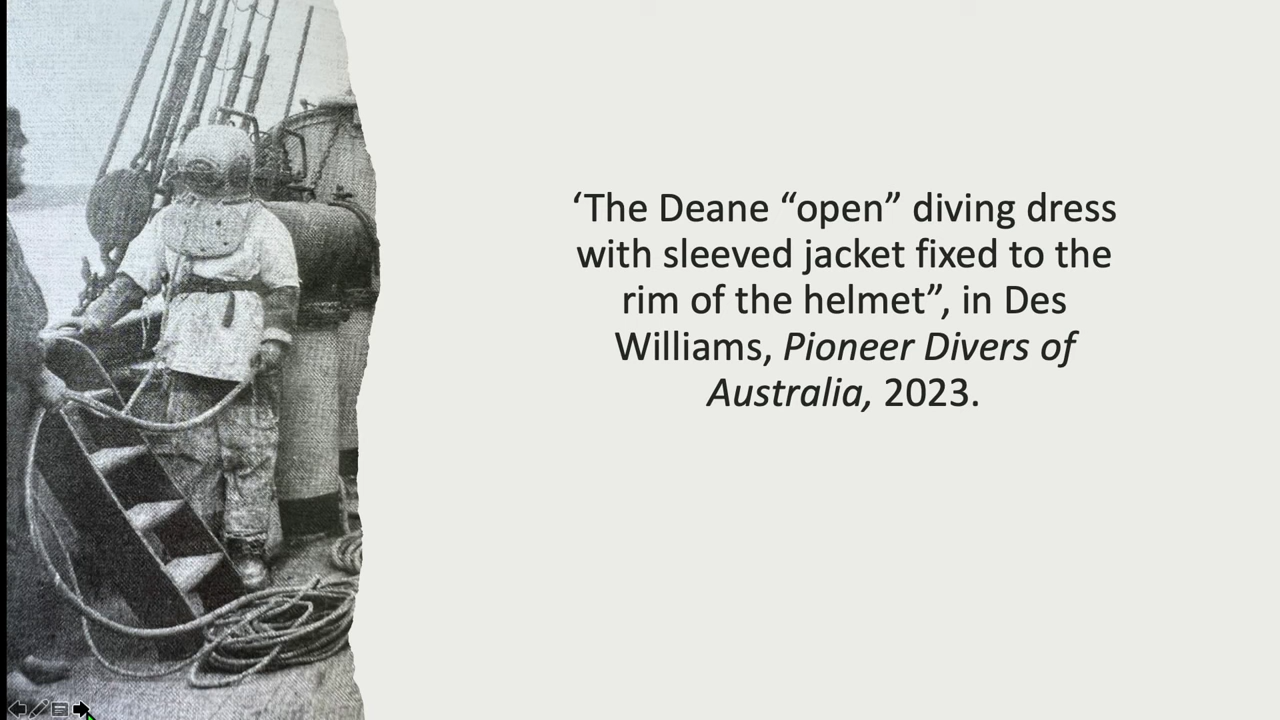 ‘The Deane “open” diving dress
with sleeved jacket fixed to the
rim of the helmet”, in Des
Williams, Pioneer Divers of
Australia, 2023.